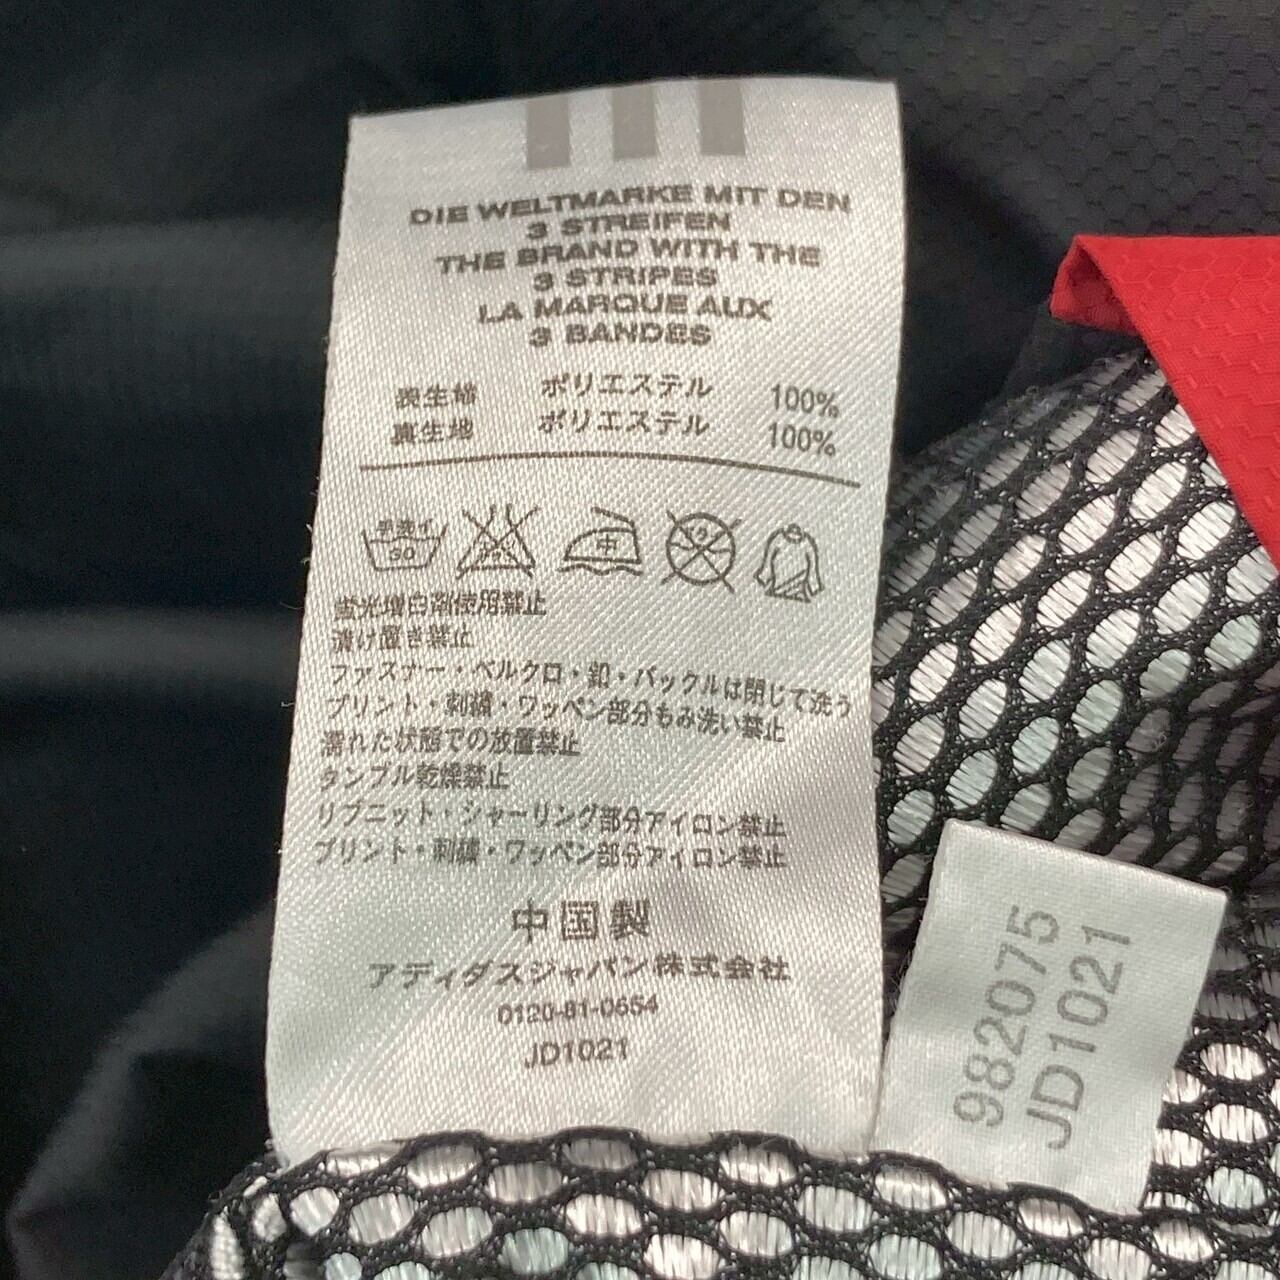 DIE WELTMARKE MIT DEN
3 STREIFEN
THE BRAND WITH THE
3 STRIPES
LA MARQUE AUX
3 BANDES
表生地 ポリエステル 100%
裏生地 ポリエステル 100%
手洗イ
30
中
蛍光増白剤使用禁止
漬け置き禁止
ファスナー・ベルクロ・釦・バックルは閉じて洗う
プリント・刺繍・ワッペン部分もみ洗い禁止
濡れた状態での放置禁止
タンブル乾燥禁止
リブニット・シャーリング部分アイロン禁止
プリント・刺繍・ワッペン部分アイロン禁止
中国製
アディダスジャパン株式会社
0120-81-0654
JD1021
982075
JD1021